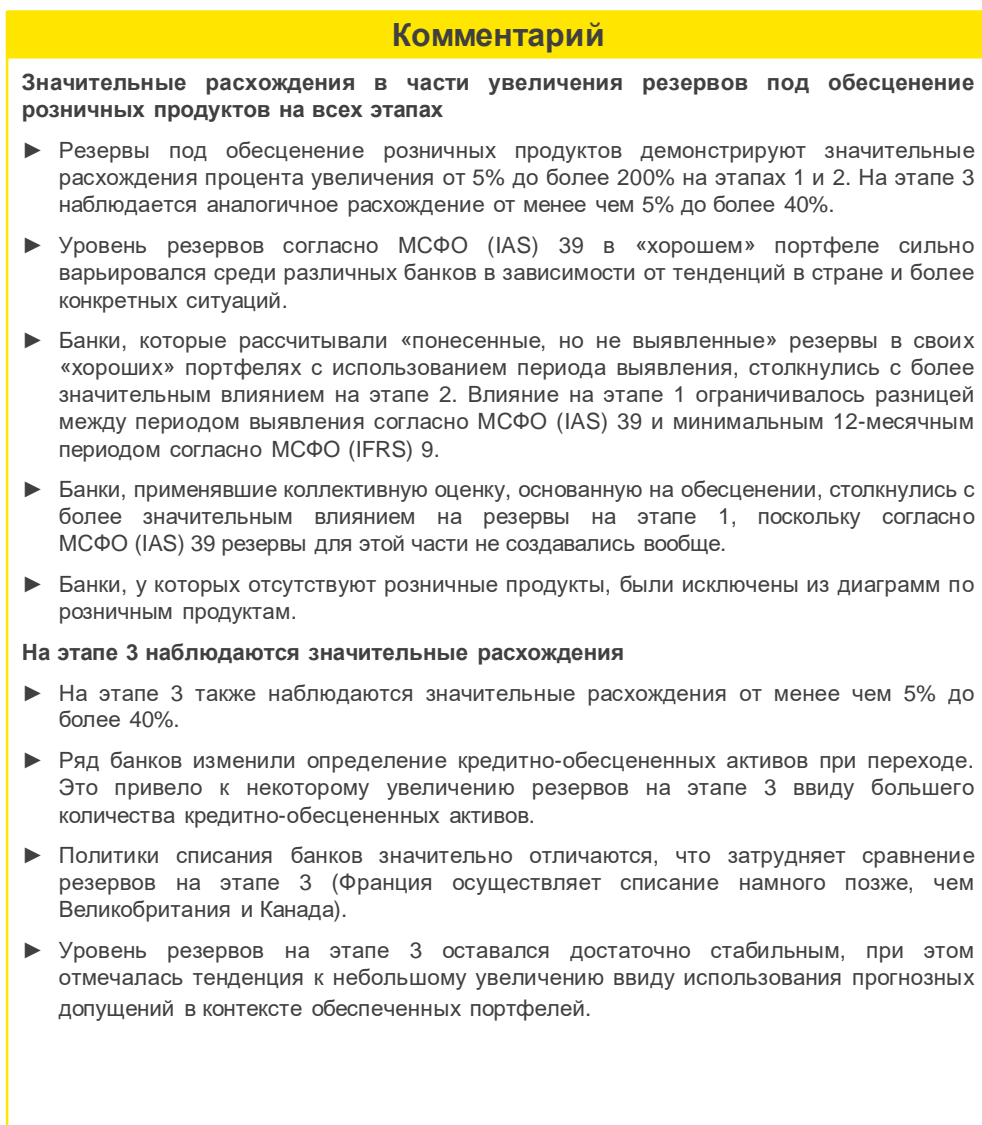 Комментарий
Значительные расхождения в части увеличения резервов под обесценение
розничных продуктов на всех этапах
► Резервы под обесценение розничных продуктов демонстрируют значительные
расхождения процента увеличения от 5% до более 200% на этапах 1 и 2. На этапе 3
наблюдается аналогичное расхождение от менее чем 5% до более 40%.
► Уровень резервов согласно МСФО (IAS) 39 в «хорошем» портфеле сильно
варьировался среди различных банков в зависимости от тенденций в стране и более
конкретных ситуаций.
► Банки, которые рассчитывали «понесенные, но не выявленные» резервы в своих
«хороших» портфелях с использованием периода выявления, столкнулись с более
значительным влиянием на этапе 2. Влияние на этапе 1 ограничивалось разницей
между периодом выявления согласно МСФО (IAS) 39 и минимальным 12-месячным
периодом согласно МСФО (IFRS) 9.
► Банки, применявшие коллективную оценку, основанную на обесценении, столкнулись с
более значительным влиянием на резервы на этапе 1, поскольку согласно
МСФО (IAS) 39 резервы для этой части не создавались вообще.
► Банки, у которых отсутствуют розничные продукты, были исключены из диаграмм по
розничным продуктам.
На этапе 3 наблюдаются значительные расхождения
► На этапе 3 также наблюдаются значительные расхождения от менее чем 5% до
более 40%.
► Ряд банков изменили определение кредитно-обесцененных активов при переходе.
Это привело к некоторому увеличению резервов на этапе 3 ввиду большего
количества кредитно-обесцененных активов.
► Политики списания банков значительно отличаются, что затрудняет сравнение
резервов на этапе 3 (Франция осуществляет списание намного позже, чем
Великобритания и Канада).
► Уровень резервов на этапе 3 оставался достаточно стабильным, при этом
отмечалась тенденция к небольшому увеличению ввиду использования прогнозных
допущений в контексте обеспеченных портфелей.